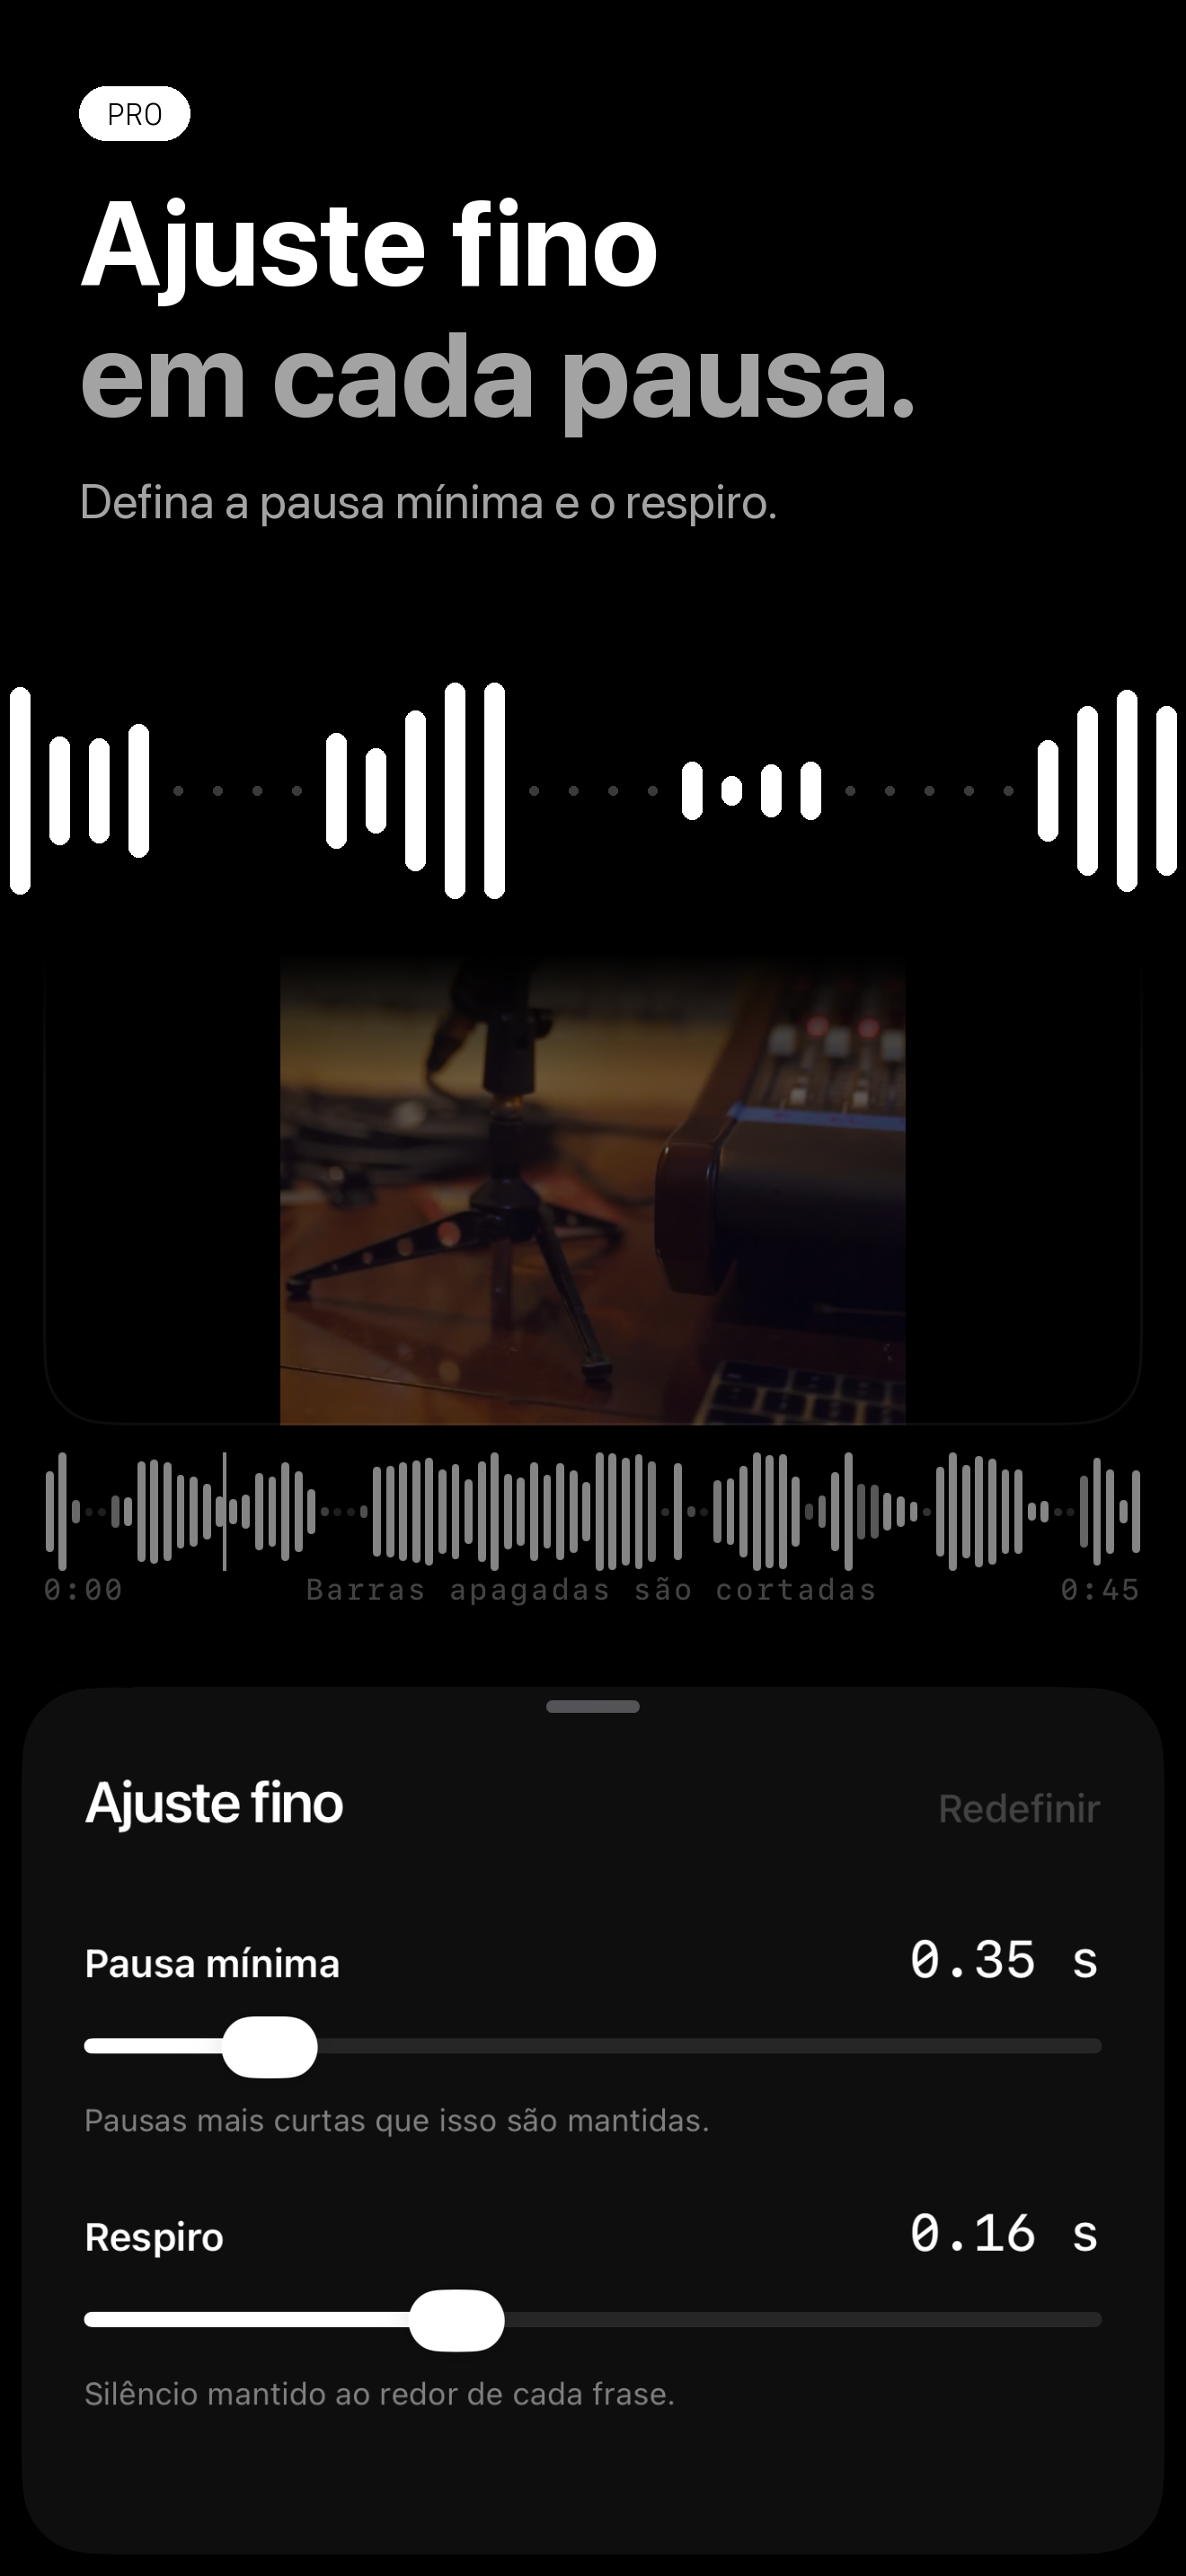 PRO
Ajuste fino
em cada pausa.
Defina a pausa mínima e o respiro.
0:00 Barras apagadas são cortadas 0:45
Ajuste fino Redefinir
Pausa mínima 0.35 s
Pausas mais curtas que isso são mantidas.
Respiro 0.16 s
Silêncio mantido ao redor de cada frase.